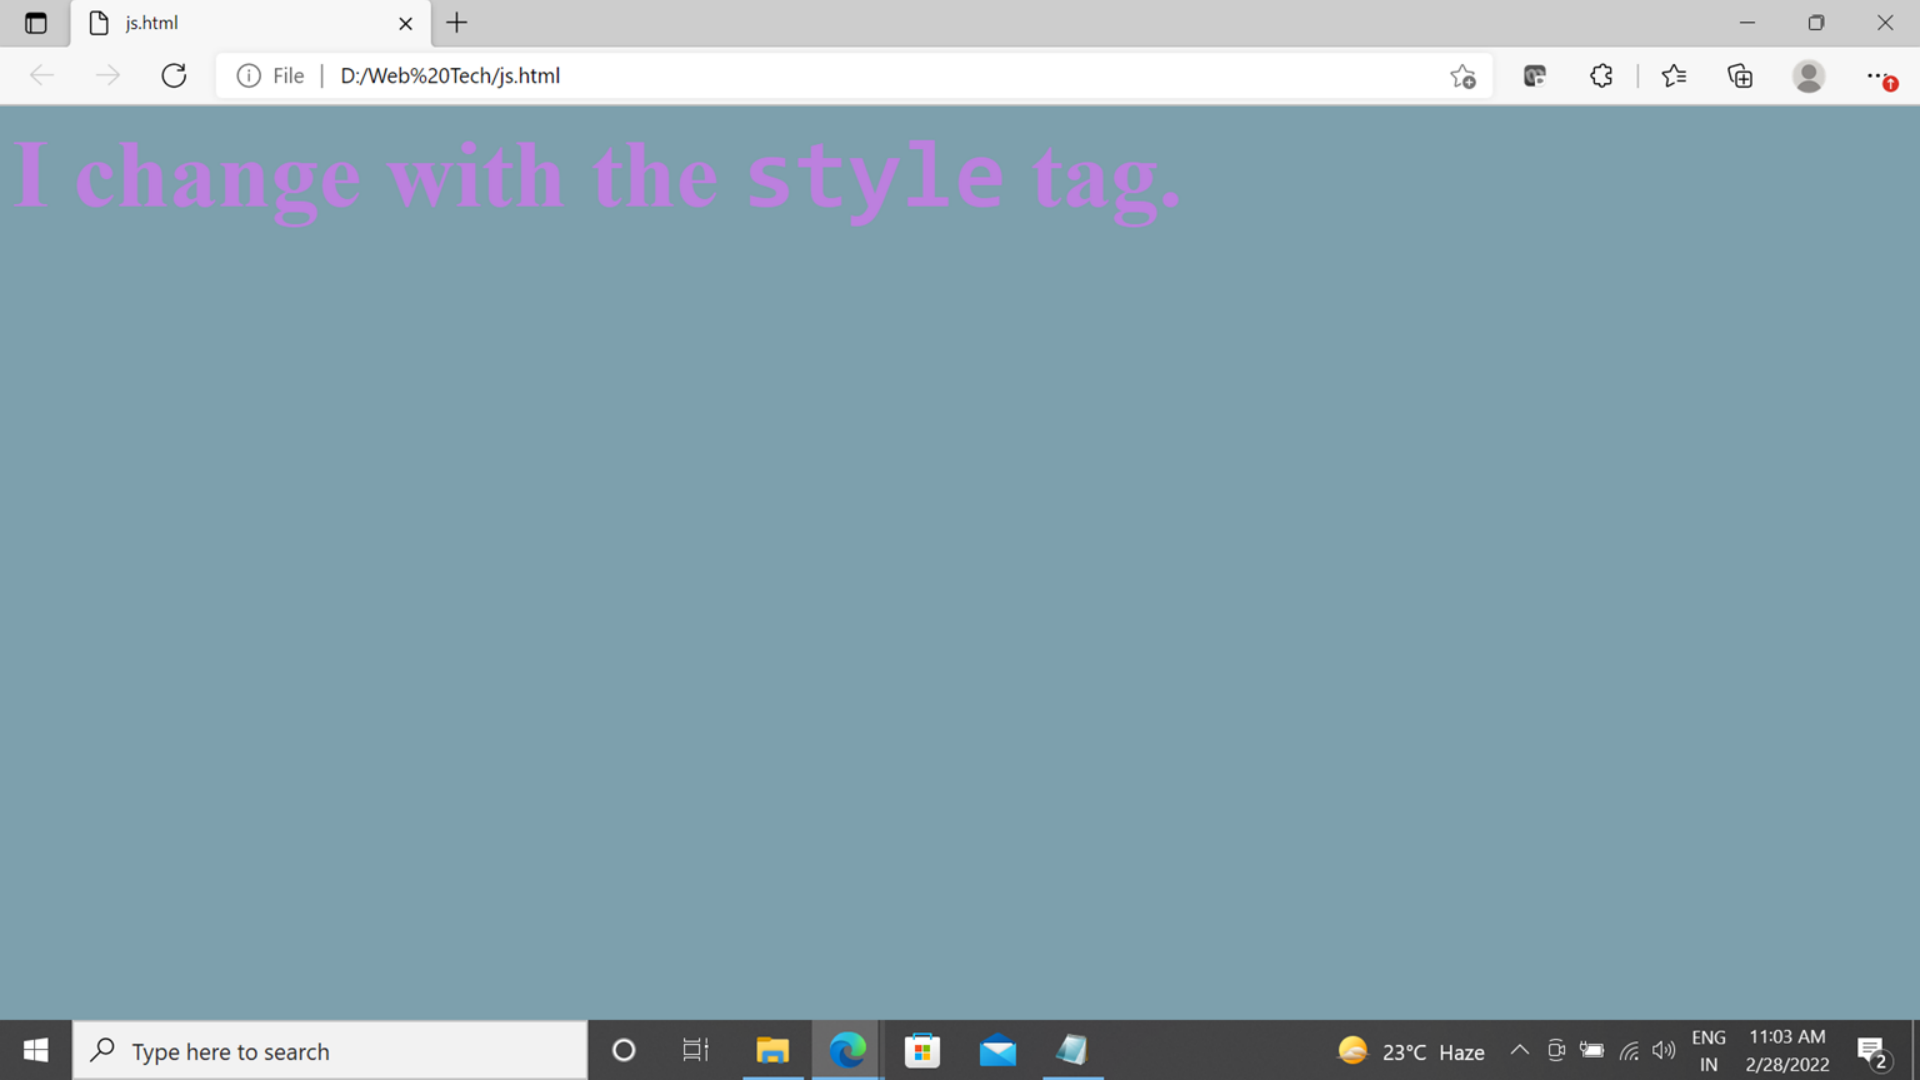 js.html
File | D:/Web%20Tech/js.html
I change with the style tag.
Type here to search
23°C Haze
ENG
IN
11:03 AM
2/28/2022
2